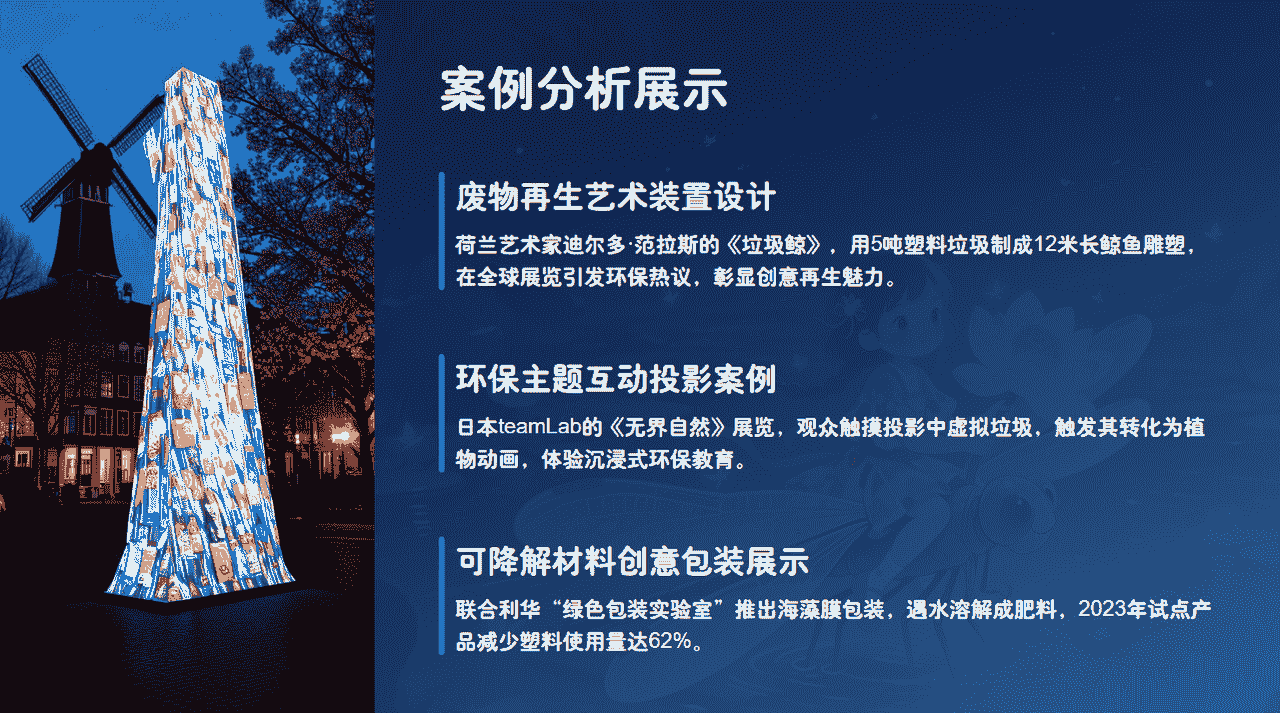 案例分析展示
废物再生艺术装置设计
荷兰艺术家迪尔多·范拉斯的《垃圾鲸》，用5吨塑料垃圾制成12米长鲸鱼雕塑，
在全球展览引发环保热议，彰显创意再生魅力。
环保主题互动投影案例
日本teamLab的《无界自然》展览，观众触摸投影中虚拟垃圾，触发其转化为植
物动画，体验沉浸式环保教育。
可降解材料创意包装展示
联合利华“绿色包装实验室”推出海藻膜包装，遇水溶解成肥料，2023年试点产
品减少塑料使用量达62%。